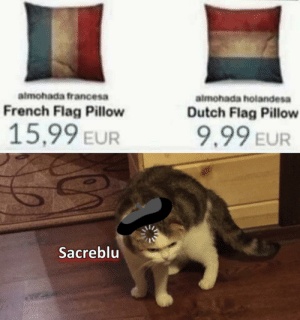 almohada francesa
French Flag Pillow
15,99 EUR
almohada holandesa
Dutch Flag Pillow
9,99 EUR
Sacreblu